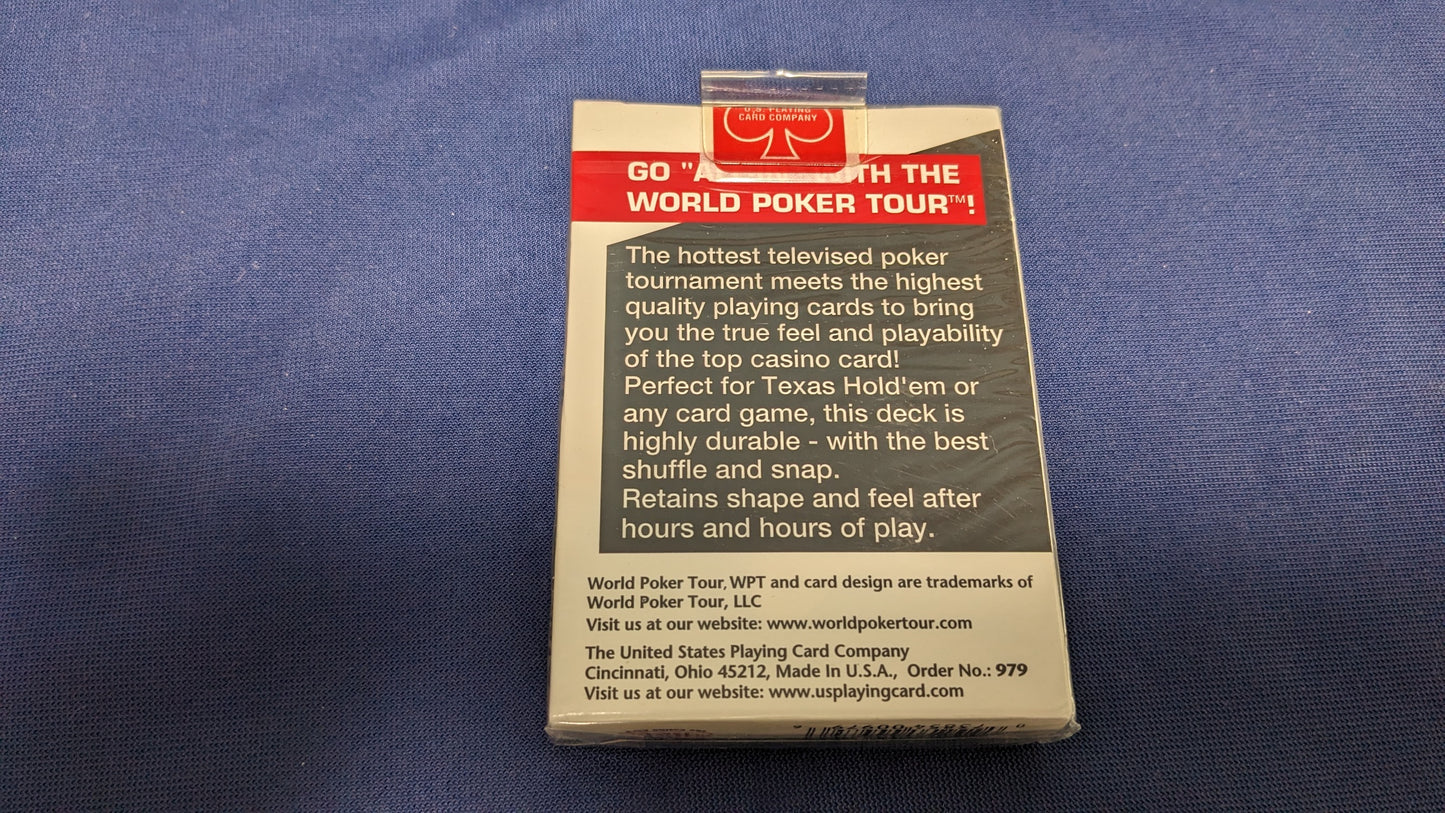 U.S. PLAYING
CARD COMPANY
GO "A TH THE
WORLD POKER TOUR™!
The hottest televised poker
tournament meets the highest
quality playing cards to bring
you the true feel and playability
of the top casino card!
Perfect for Texas Hold'em or
any card game, this deck is
highly durable - with the best
shuffle and snap.
Retains shape and feel after
hours and hours of play.
World Poker Tour, WPT and card design are trademarks of
World Poker Tour, LLC
Visit us at our website: www.worldpokertour.com
The United States Playing Card Company
Cincinnati, Ohio 45212, Made In U.S.A., Order No.: 979
Visit us at our website: www.usplayingcard.com